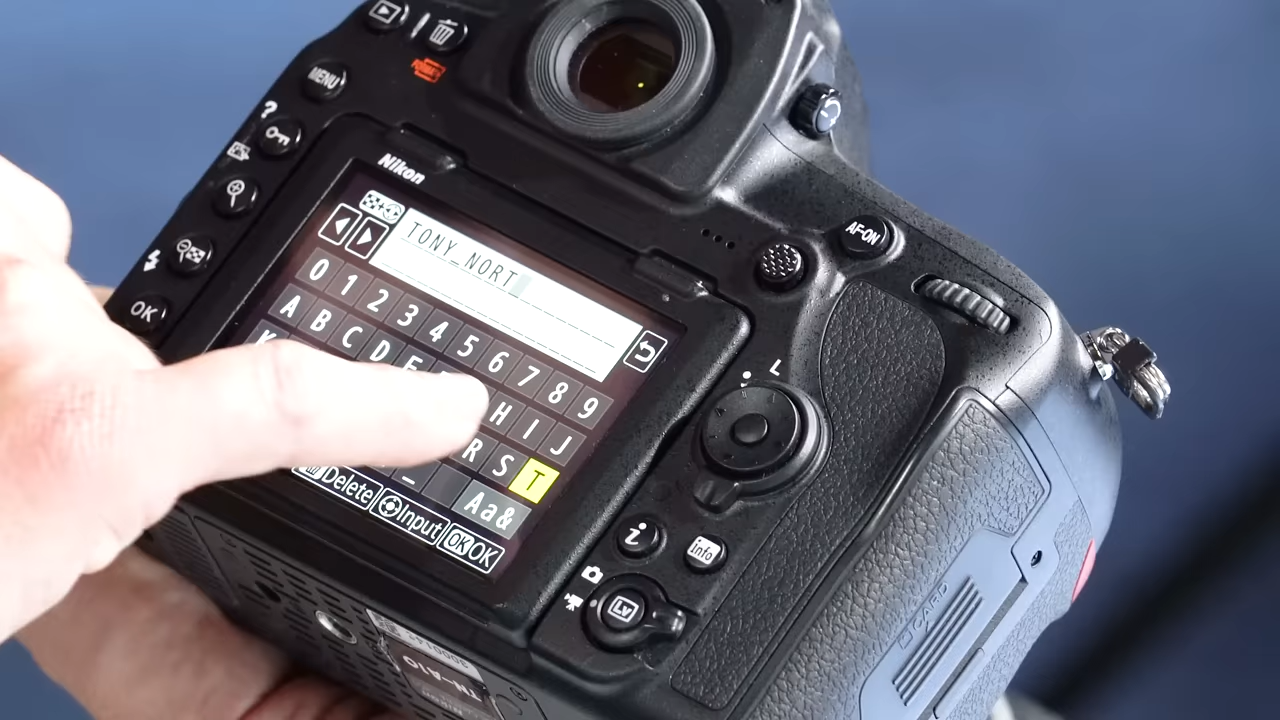 MENU
?
Nikon
TONY_NORT
AF-ON
0 1 2 3 4 5 6 7 8 9
A B C D E H I J
K R S T
_ Aa&
OK
Delete Input OK OK
L
i info
Lv
CARD